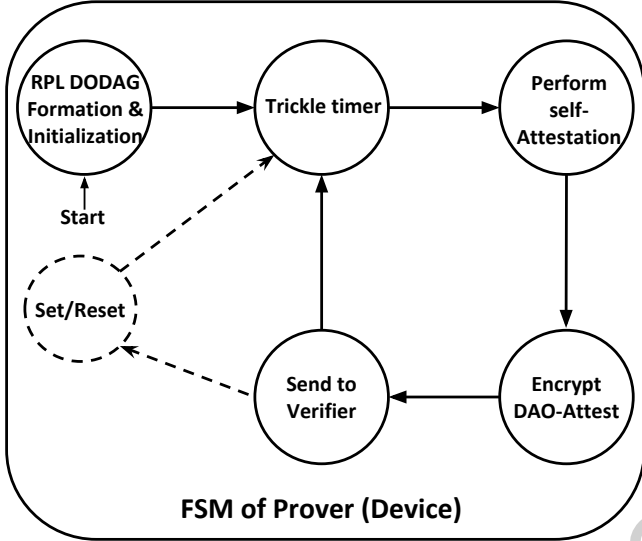 RPL DODAG
Formation &
Initialization
Trickle timer
Perform
self-
Attestation
Start
Set/Reset
Send to
Verifier
Encrypt
DAO-Attest
FSM of Prover (Device)